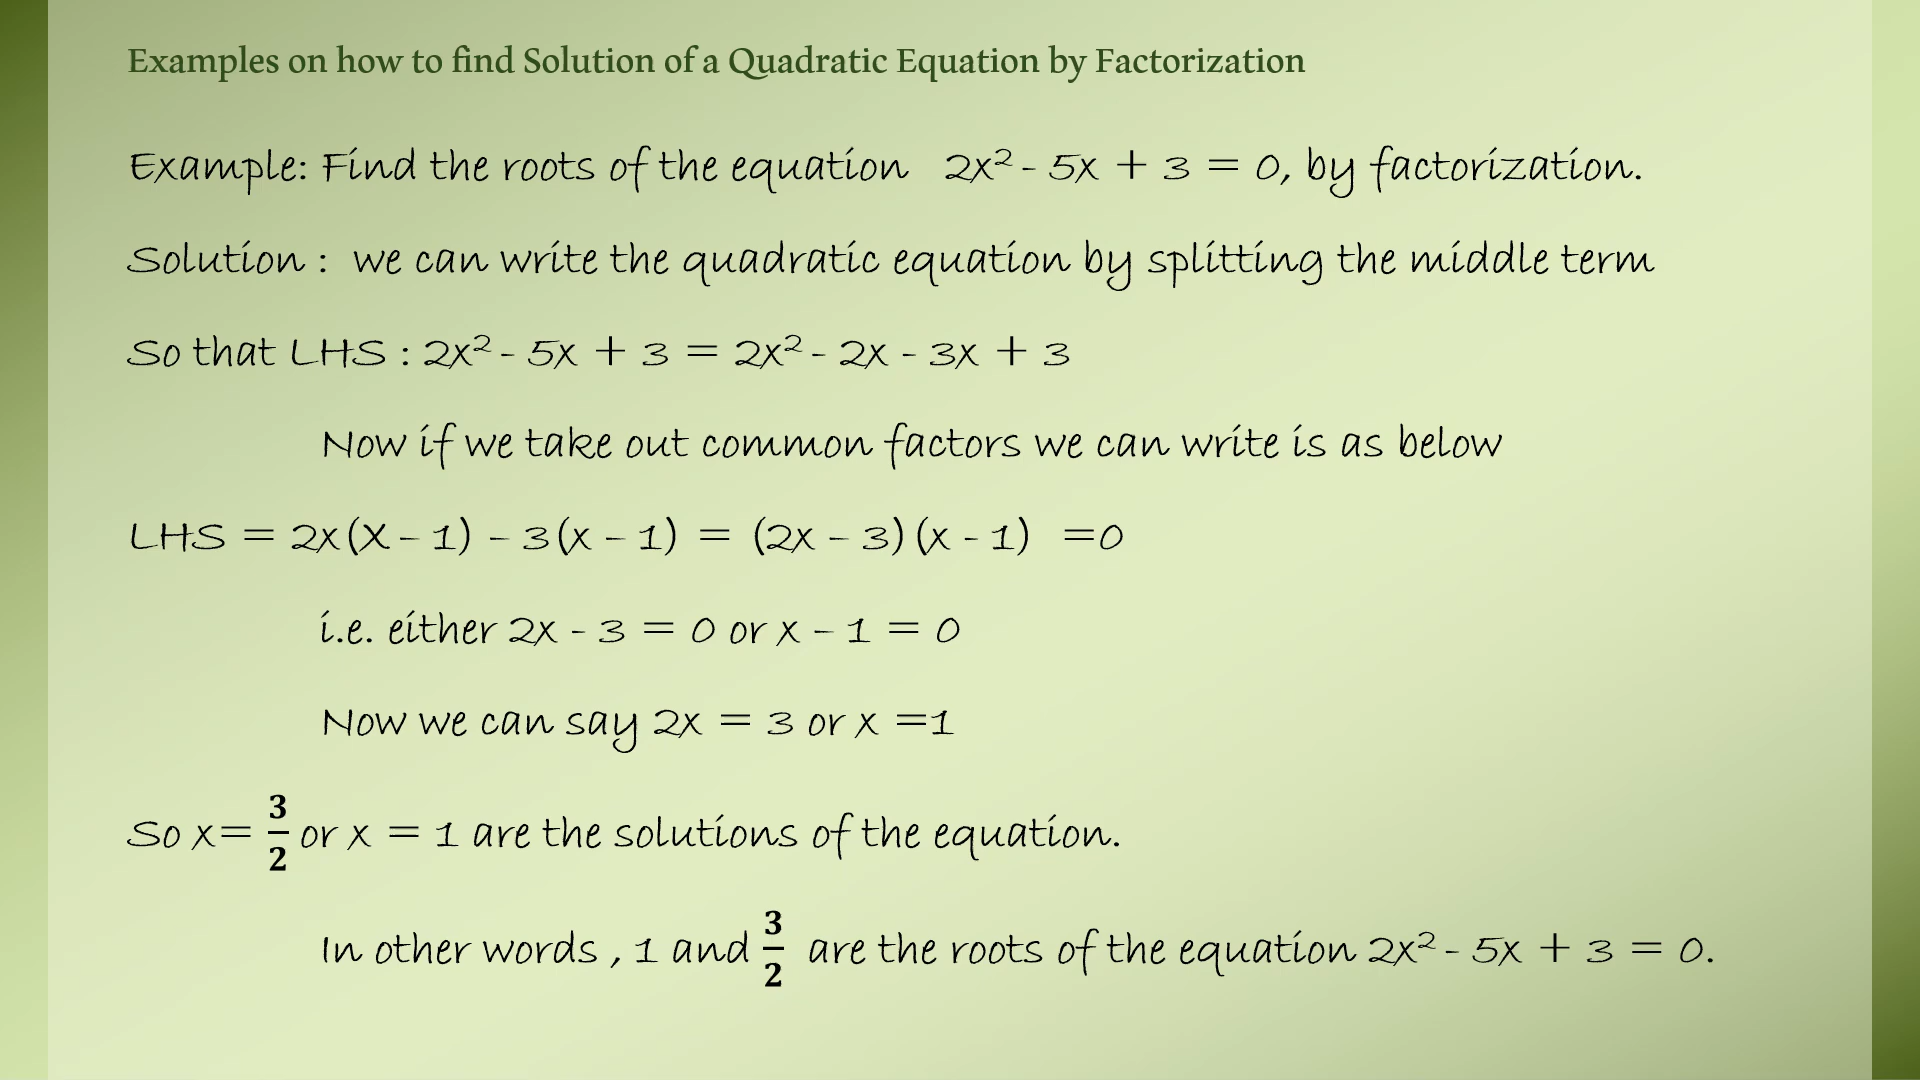 Examples on how to find Solution of a Quadratic Equation by Factorization
Example: Find the roots of the equation 2x² - 5x + 3 = 0, by factorization.
Solution : we can write the quadratic equation by splitting the middle term
So that LHS : 2x² - 5x + 3 = 2x² - 2x - 3x + 3
Now if we take out common factors we can write is as below
LHS = 2x(X – 1) – 3(x – 1) = (2x – 3)(x - 1) =0
i.e. either 2x - 3 = 0 or x – 1 = 0
Now we can say 2x = 3 or x =1
So x= 3/2 or x = 1 are the solutions of the equation.
In other words , 1 and 3/2 are the roots of the equation 2x² - 5x + 3 = 0.